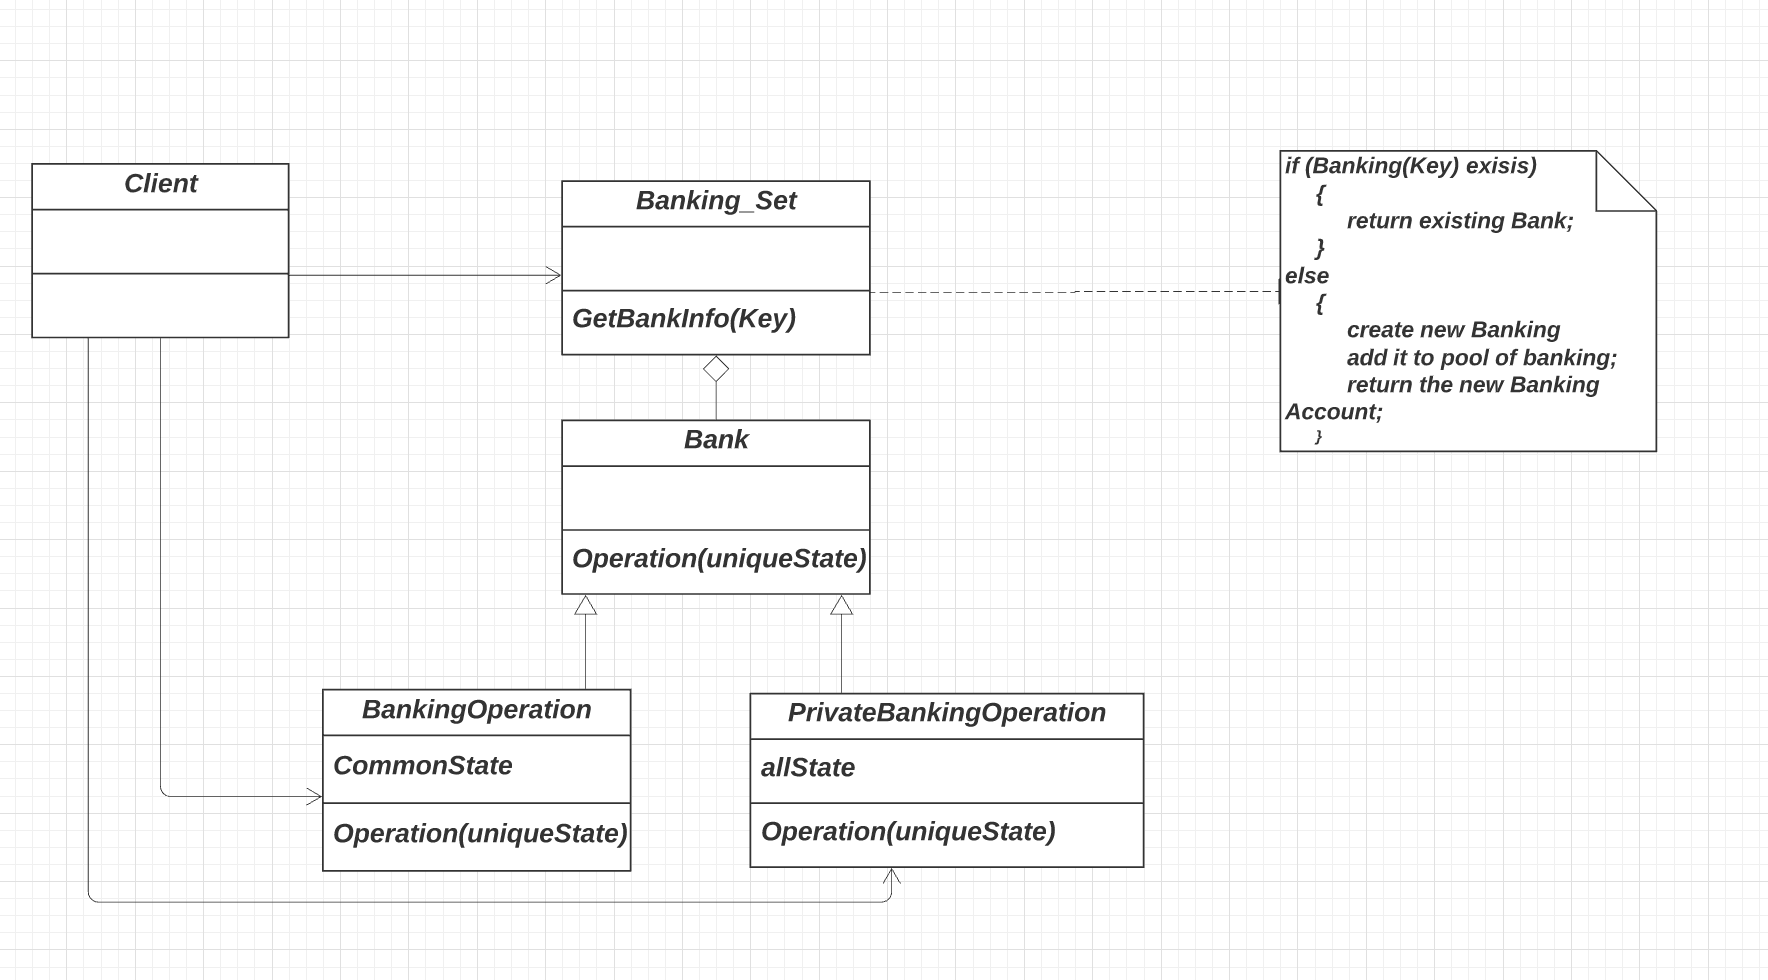 Client
Banking_Set
GetBankInfo(Key)
if (Banking(Key) exisis)
{
return existing Bank;
}
else
{
create new Banking
add it to pool of banking;
return the new Banking
Account;
}
Bank
Operation(uniqueState)
BankingOperation
CommonState
Operation(uniqueState)
PrivateBankingOperation
allState
Operation(uniqueState)